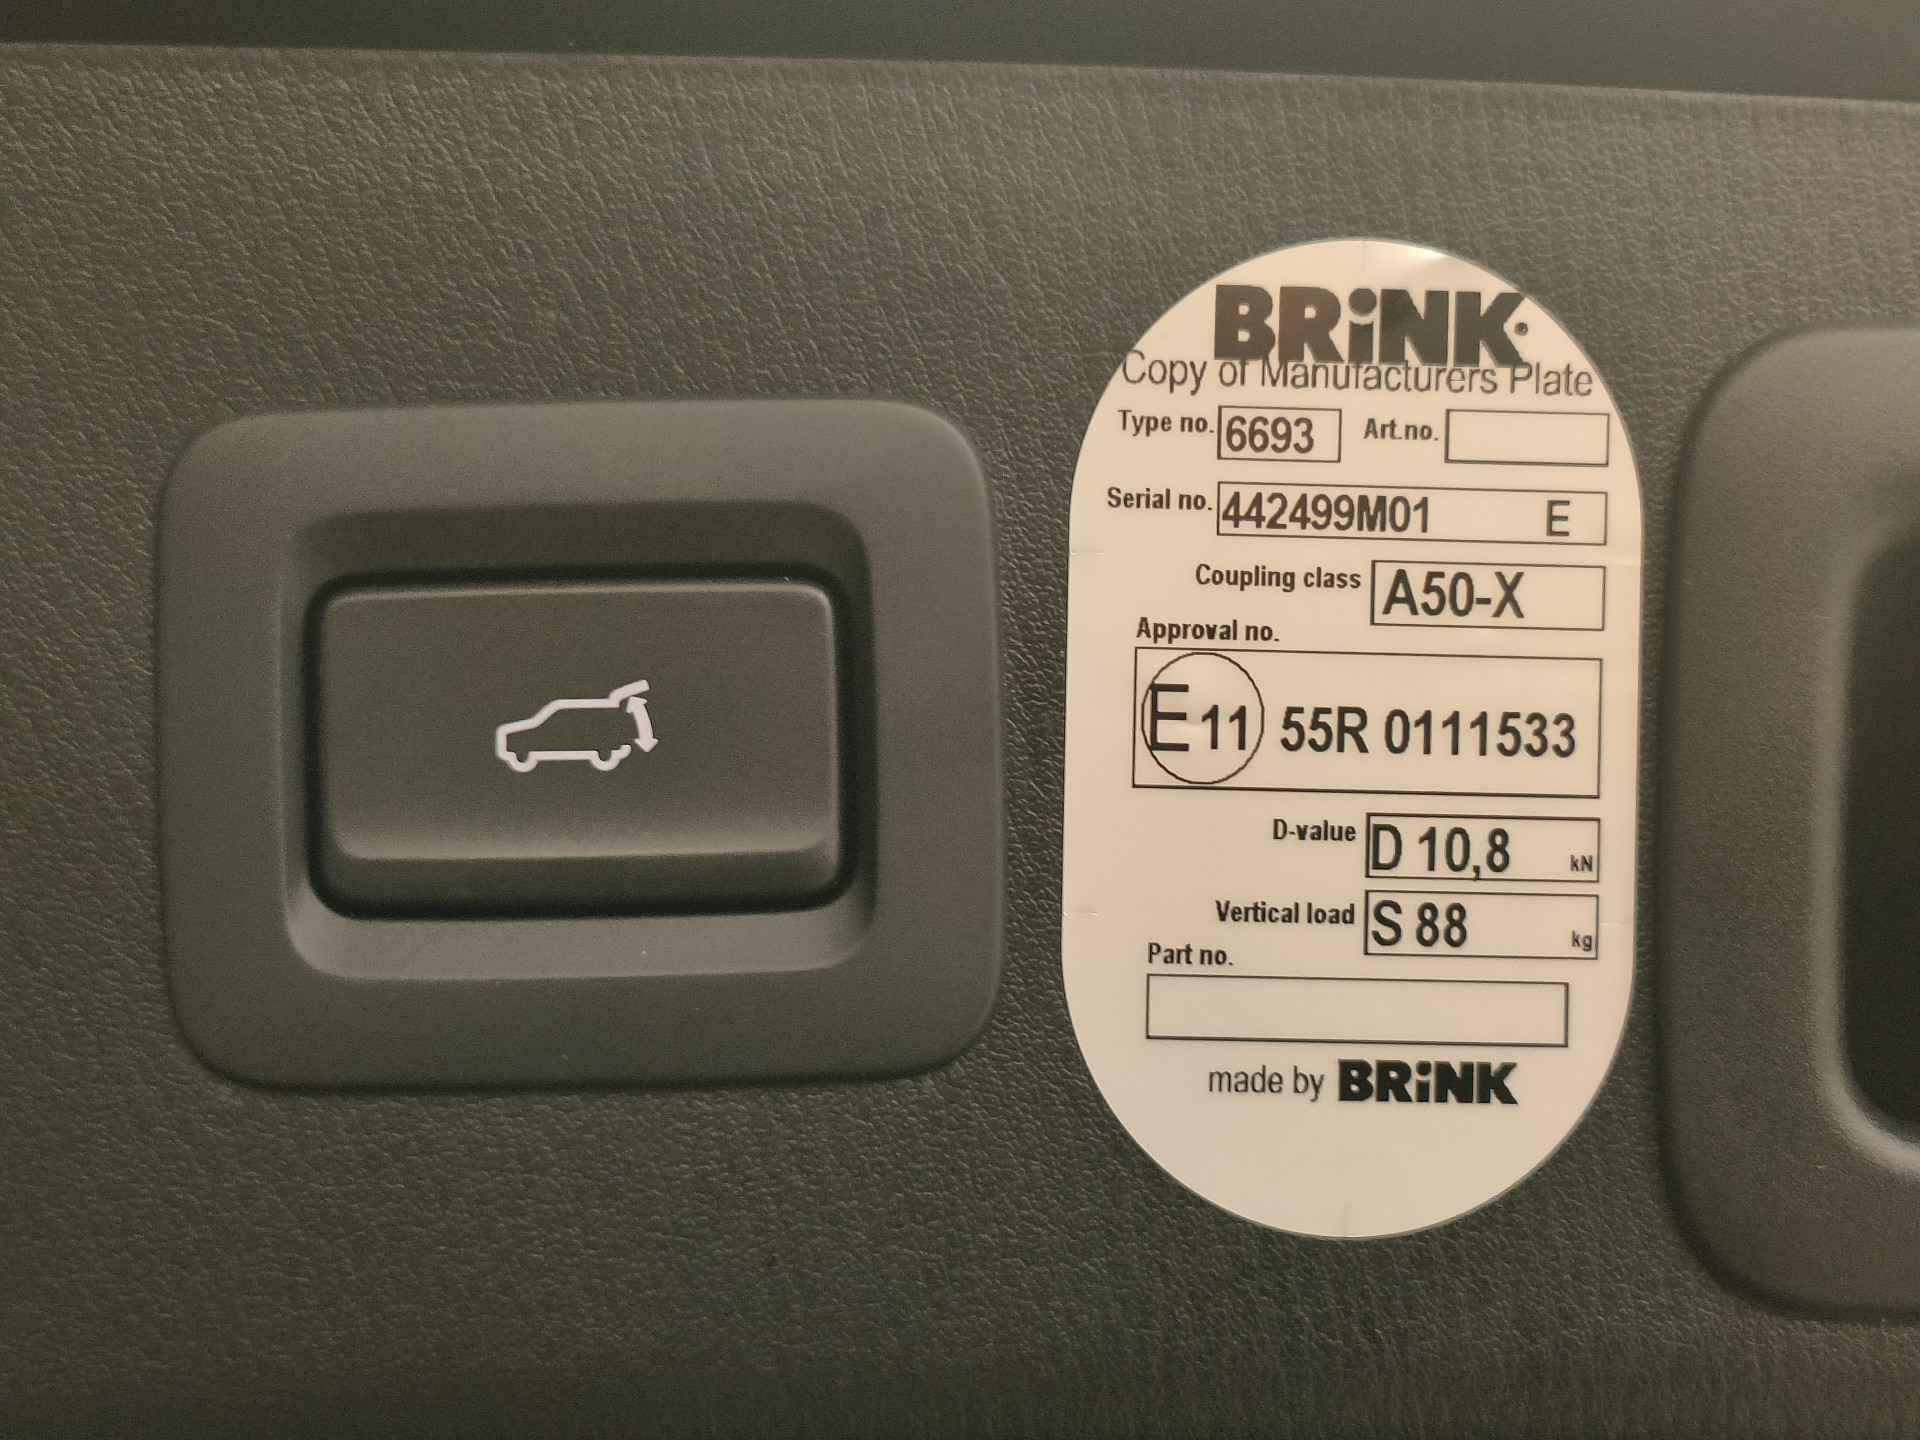 BRiNK
Copy of Manufacturers Plate
Type no. 6693 Art.no.
Serial no. 442499M01 E
Coupling class A50-X
Approval no.
E 11 55R 0111533
D-value D 10,8 kN
Vertical load S 88 kg
Part no.
made by BRiNK